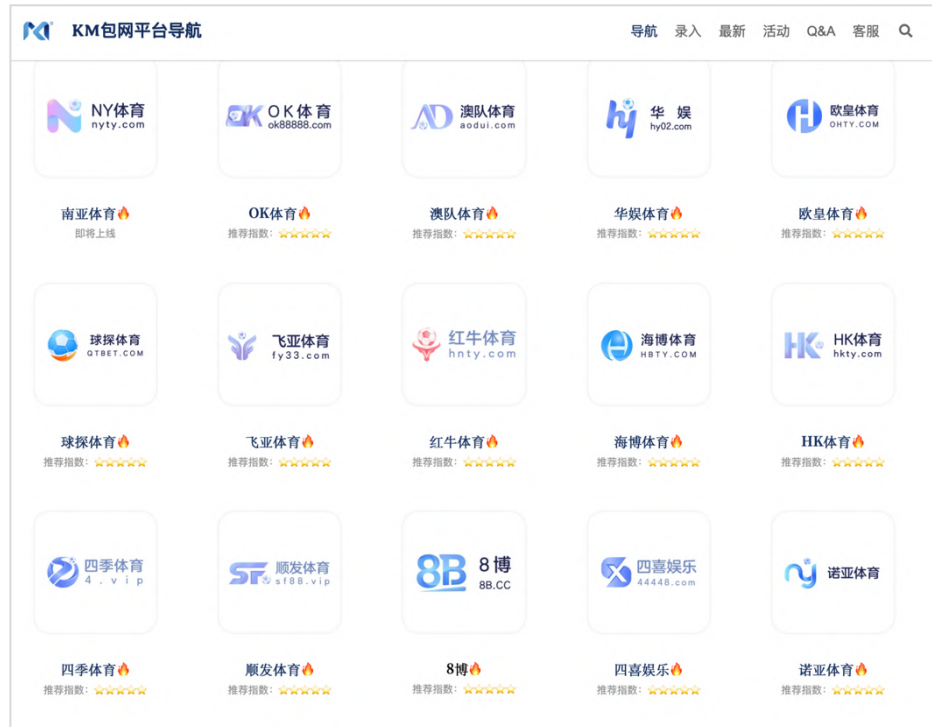 KM包网平台导航
导航 录入 最新 活动 Q&A 客服
NY体育
nyty.com
OK OK体育
ok88888.com
AD 澳队体育
aodui.com
hy 华 娱
hy02.com
欧皇体育
OHTY.COM
南亚体育
即将上线
OK体育
推荐指数:
澳队体育
推荐指数:
华娱体育
推荐指数:
欧皇体育
推荐指数:
球探体育
QTBET.COM
飞亚体育
fy33.com
红牛体育
hnty.com
海博体育
HBTY.COM
HK HK体育
hkty.com
球探体育
推荐指数:
飞亚体育
推荐指数:
红牛体育
推荐指数:
海博体育
推荐指数:
HK体育
推荐指数:
四季体育
4.vip
SF 顺发体育
sf88.vip
8B 8博
8B.CC
四喜娱乐
44448.com
ny 诺亚体育
四季体育
推荐指数:
顺发体育
推荐指数:
8博
推荐指数:
四喜娱乐
推荐指数:
诺亚体育
推荐指数: